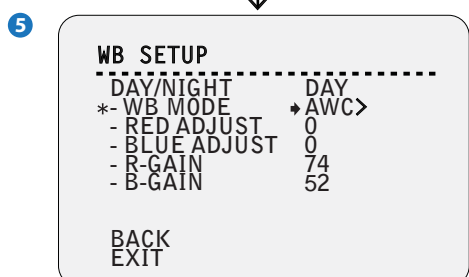 5
WB SETUP
DAY/NIGHT DAY
*- WB MODE AWC>
- RED ADJUST 0
- BLUE ADJUST 0
- R-GAIN 74
- B-GAIN 52
BACK
EXIT